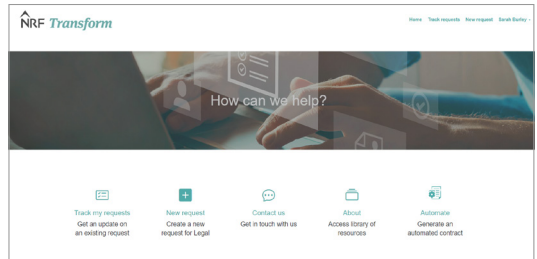 NRF Transform
Home Track requests New request Sarah Bailey
How can we help?
Track my requests
Get an update on
an existing request
New request
Create a new
request for Legal
Contact us
Get in touch with us
About
Access library of
resources
Automate
Generate an
automated contract